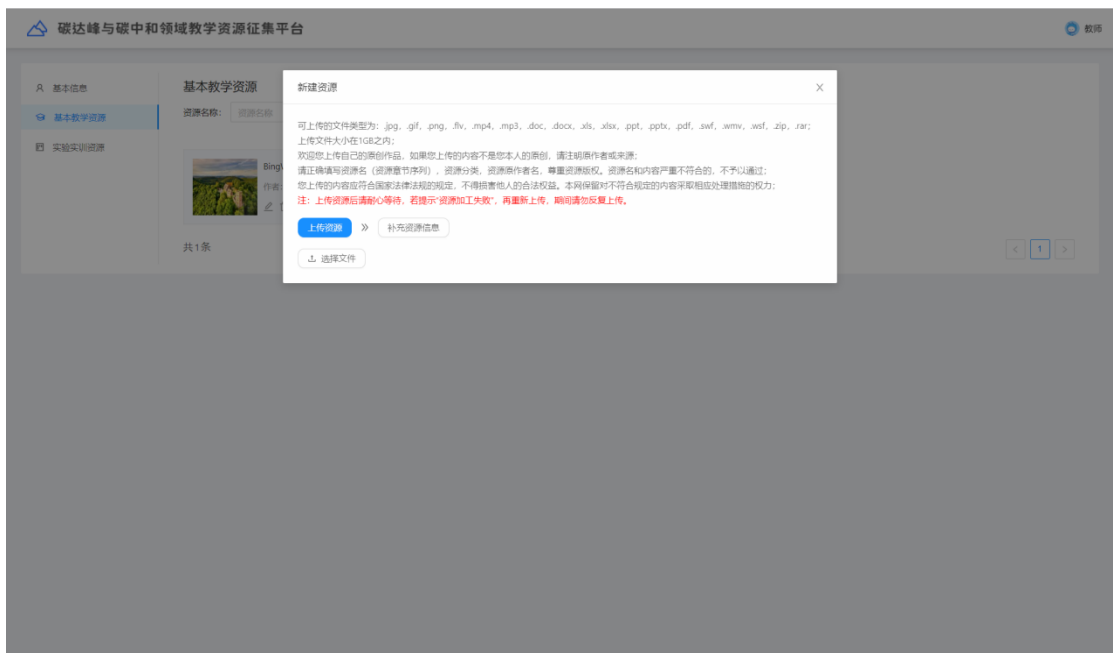 碳达峰与碳中和领域教学资源征集平台
教师
基本信息
基本教学资源
实验实训资源
基本教学资源
资源名称: 资源名称
Bing
作者:
共1条
1
新建资源
可上传的文件类型为: .jpg, .gif, .png, .flv, .mp4, .mp3, .doc, .docx, .xls, .xlsx, .ppt, .pptx, .pdf, .swf, .wmv, .wsf, .zip, .rar;
上传文件大小在1GB之内;
欢迎您上传自己的原创作品, 如果您上传的内容不是您本人的原创, 请注明原作者或来源;
请正确填写资源名 (资源章节序列) , 资源分类, 资源原作者名, 尊重资源版权。资源名和内容严重不符合的, 不予以通过;
您上传的内容应符合国家法律法规的规定, 不得损害他人的合法权益。本网保留对不符合规定的内容采取相应处理措施的权力;
注: 上传资源后请耐心等待, 若提示“资源加工失败”, 再重新上传, 期间请勿反复上传。
上传资源 » 补充资源信息
选择文件